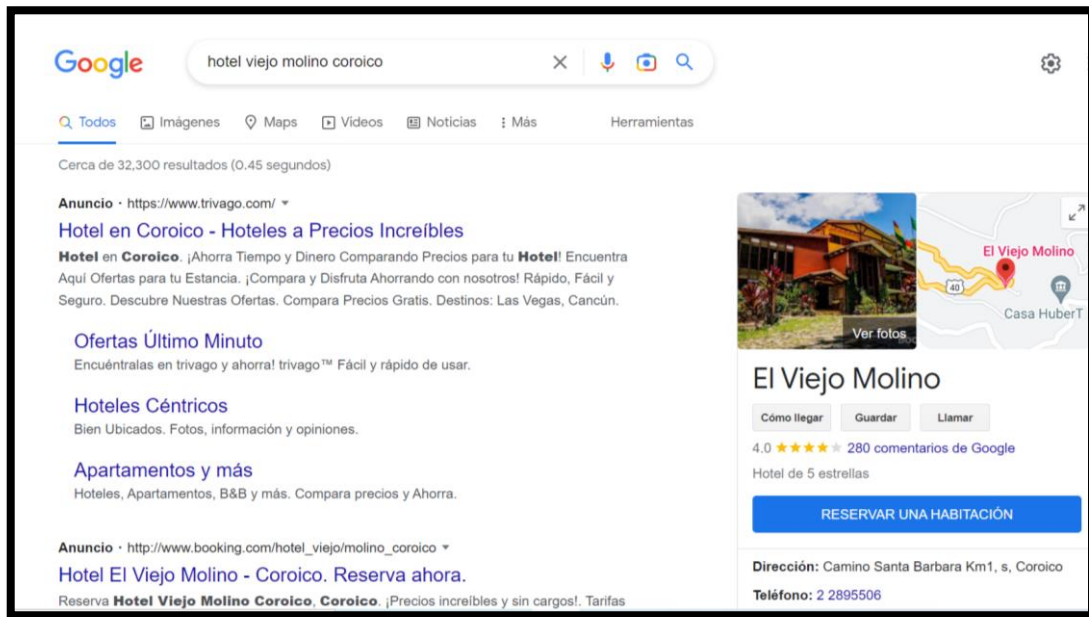 Google
hotel viejo molino coroico
Todos Imágenes Maps Videos Noticias Más Herramientas
Cerca de 32,300 resultados (0.45 segundos)
Anuncio · https://www.trivago.com/
Hotel en Coroico - Hoteles a Precios Increíbles
Hotel en Coroico. ¡Ahorra Tiempo y Dinero Comparando Precios para tu Hotel! Encuentra
Aquí Ofertas para tu Estancia. ¡Compara y Disfruta Ahorrando con nosotros! Rápido, Fácil y
Seguro. Descubre Nuestras Ofertas. Compara Precios Gratis. Destinos: Las Vegas, Cancún.
Ofertas Último Minuto
Encuéntralas en trivago y ahorra! trivago™ Fácil y rápido de usar.
Hoteles Céntricos
Bien Ubicados. Fotos, información y opiniones.
Apartamentos y más
Hoteles, Apartamentos, B&B y más. Compara precios y Ahorra.
Anuncio · http://www.booking.com/hotel_viejo/molino_coroico
Hotel El Viejo Molino - Coroico. Reserva ahora.
Reserva Hotel Viejo Molino Coroico, Coroico. ¡Precios increíbles y sin cargos!. Tarifas
Ver fotos
El Viejo Molino
40
Casa HuberT
El Viejo Molino
Cómo llegar Guardar Llamar
4.0 280 comentarios de Google
Hotel de 5 estrellas
RESERVAR UNA HABITACIÓN
Dirección: Camino Santa Barbara Km1, s, Coroico
Teléfono: 2 2895506